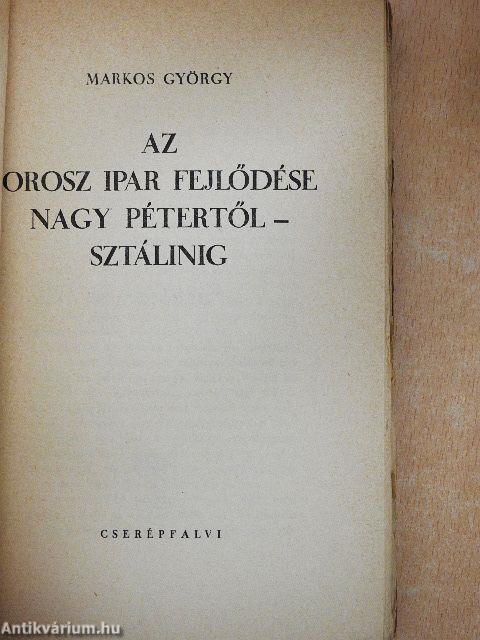 MARKOS GYÖRGY
AZ
OROSZ IPAR FEJLŐDÉSE
NAGY PÉTERTŐL –
SZTÁLINIG
CSERÉPFALVI
Antikvárium.hu